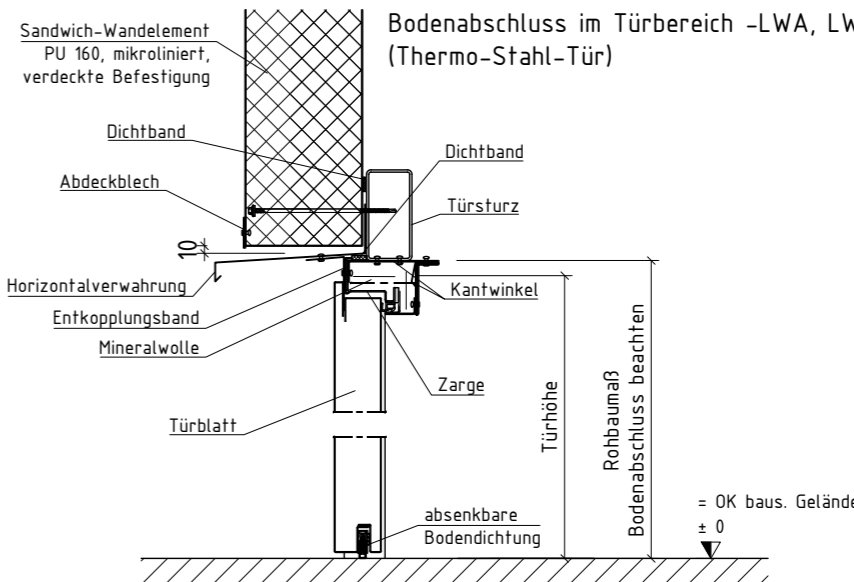 Bodenabschluss im Türbereich -LWA, LW
(Thermo-Stahl-Tür)
Sandwich-Wandelement
PU 160, mikroliniert,
verdeckte Befestigung
Dichtband
Dichtband
Abdeckblech
Türsturz
10
Horizontalverwahrung
Kantwinkel
Entkopplungsband
Mineralwolle
Zarge
Türblatt
Türhöhe
Rohbaumaß
Bodenabschluss beachten
absenkbare
Bodendichtung
= OK baus. Gelände
± 0